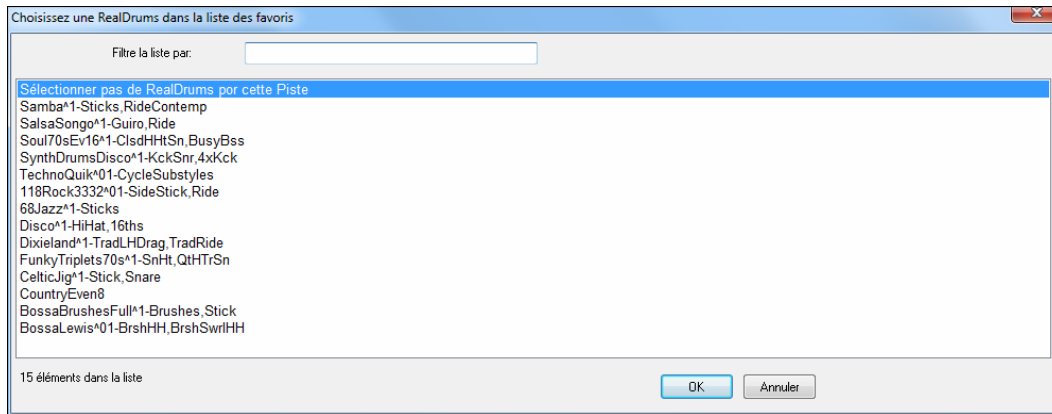 Choisissez une RealDrums dans la liste des favoris
Filtre la liste par:
Sélectionner pas de RealDrums por cette Piste
Samba^1-Sticks,RideContemp
SalsaSongo^1-Guiro,Ride
Soul70sEv16^1-ClsdHHtSn,BusyBss
SynthDrumsDisco^1-KckSnr,4xKck
TechnoQuik^01-CycleSubstyles
118Rock3332^01-SideStick,Ride
68Jazz^1-Sticks
Disco^1-HiHat,16ths
Dixieland^1-TradLHDrag,TradRide
FunkyTriplets70s^1-SnHt,QtHTrSn
CelticJig^1-Stick,Snare
CountryEven8
BossaBrushesFull^1-Brushes,Stick
BossaLewis^01-BrshHH,BrshSwrlHH
15 éléments dans la liste
OK Annuler